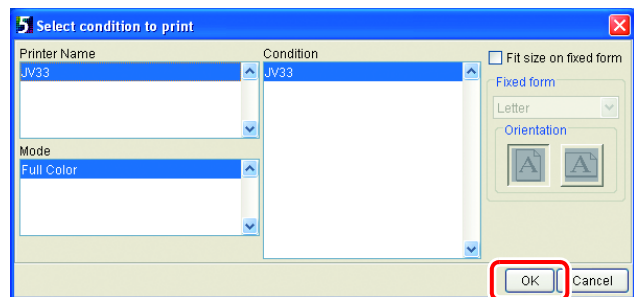 5 Select condition to print
Printer Name
JV33
Mode
Full Color
Condition
JV33
Fit size on fixed form
Fixed form
Letter
Orientation
A A
OK Cancel